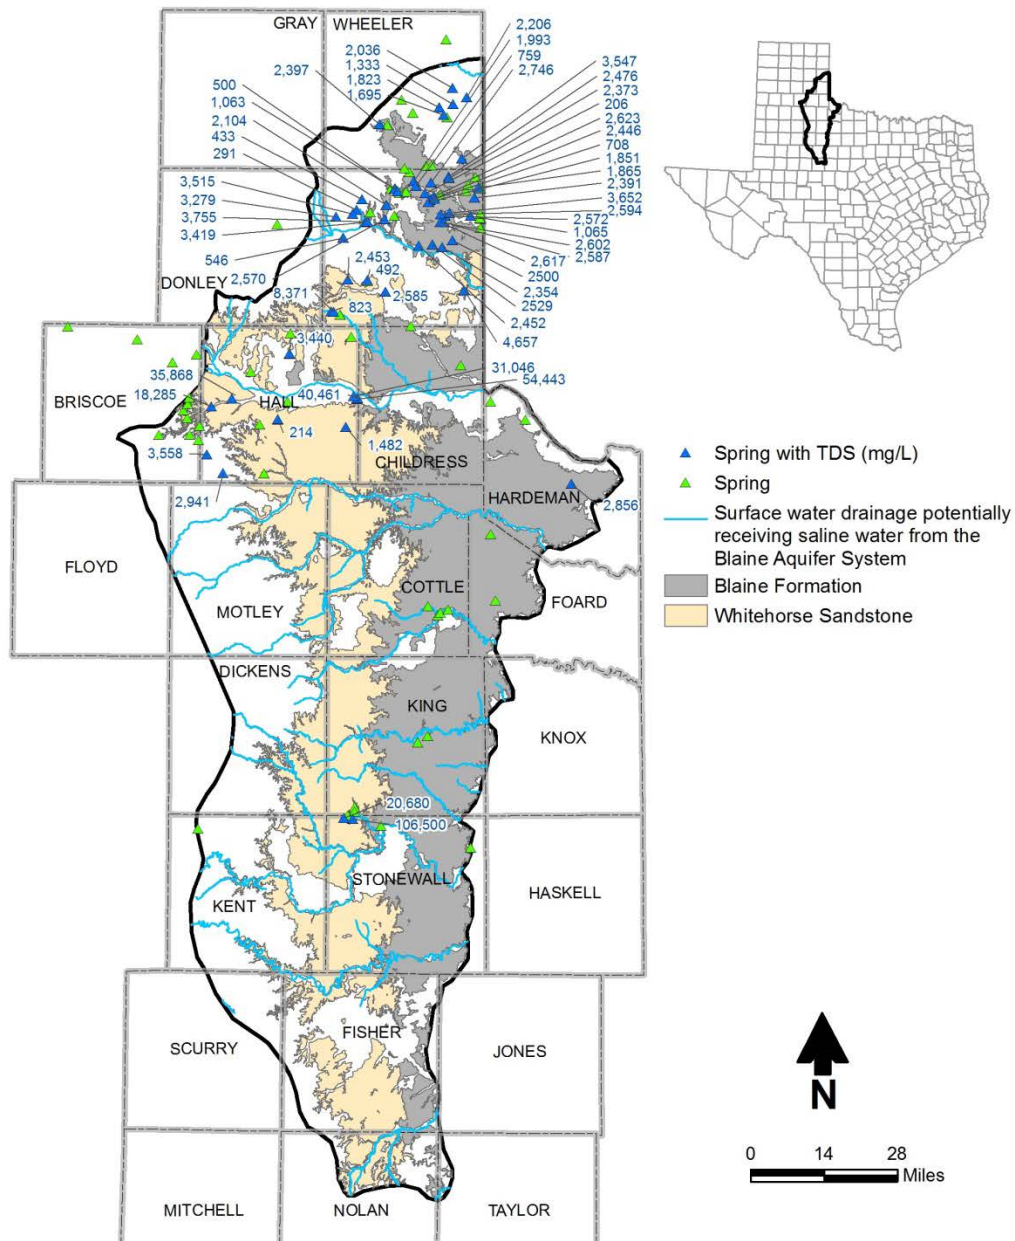 GRAY
WHEELER
2,206
1,993
759
2,746
2,036
1,333
1,823
1,695
2,397
3,547
2,476
2,373
206
2,623
2,446
708
1,851
1,865
2,391
3,652
2,594
2,572
1,065
2,602
2,587
2,617
2500
2,354
2529
2,452
4,657
500
1,063
2,104
433
291
3,515
3,279
3,755
3,419
546
2,570
2,453
492
DONLEY
8,371
2,585
823
3,440
31,046
54,443
35,868
BRISCOE
18,285
HALL
40,461
214
1,482
3,558
CHILDRESS
2,941
HARDEMAN
2,856
FLOYD
MOTLEY
COTTLE
FOARD
DICKENS
KING
KNOX
20,680
106,500
STONEWALL
KENT
HASKELL
SCURRY
FISHER
JONES
MITCHELL
NOLAN
TAYLOR
Spring with TDS (mg/L)
Spring
Surface water drainage potentially
receiving saline water from the
Blaine Aquifer System
Blaine Formation
Whitehorse Sandstone
N
0 14 28
Miles